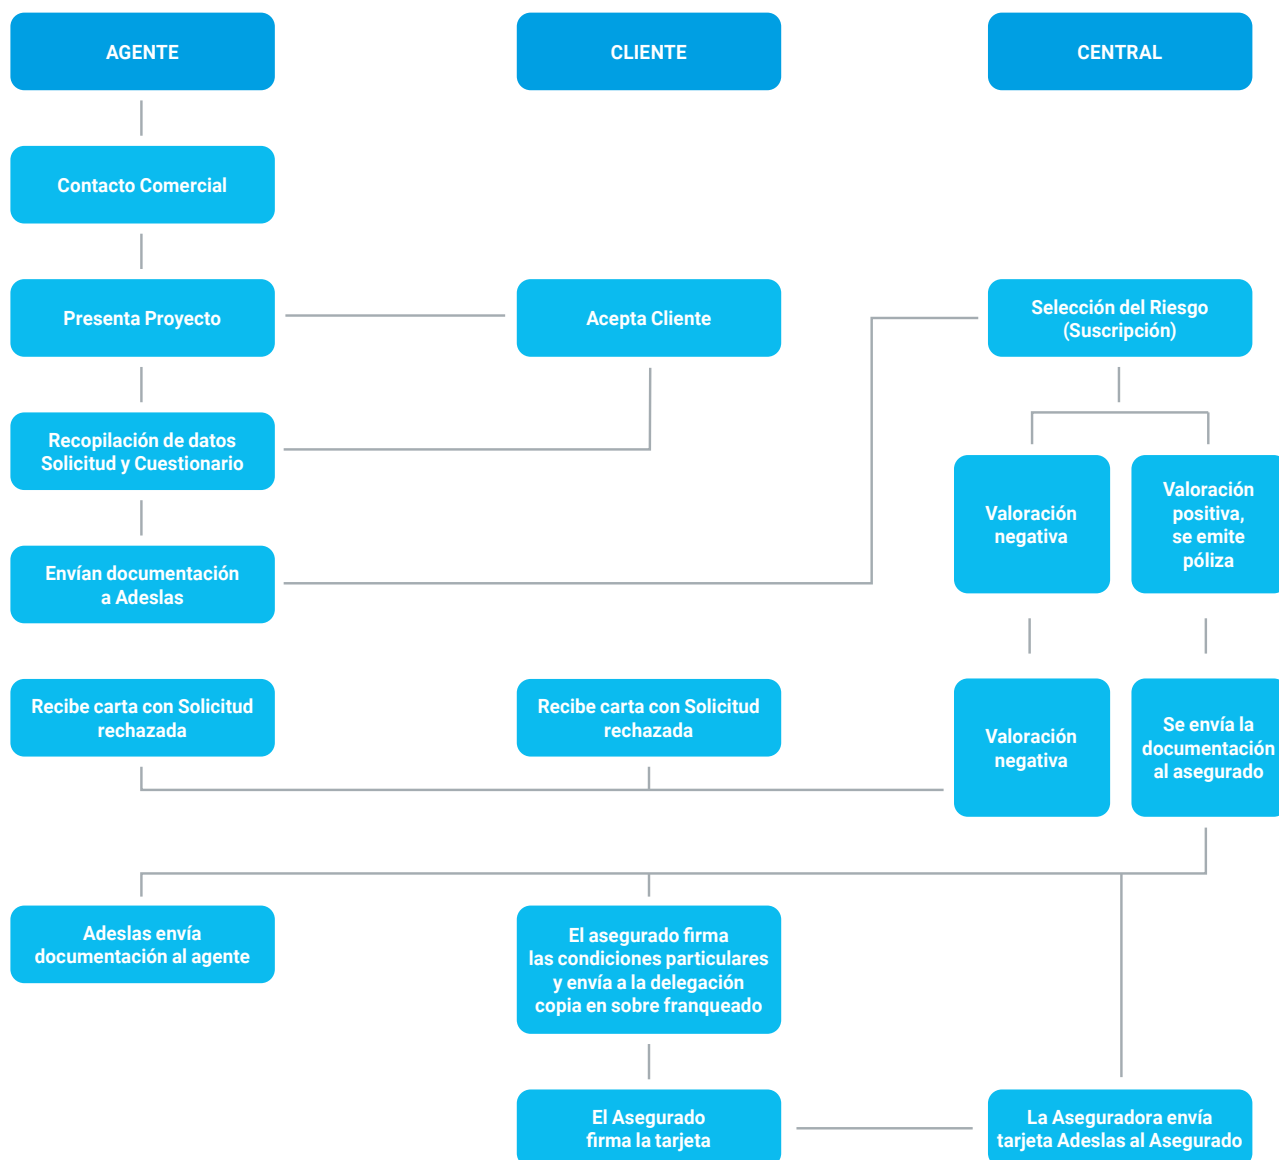 AGENTE
CLIENTE
CENTRAL
Contacto Comercial
Presenta Proyecto
Acepta Cliente
Selección del Riesgo
(Suscripción)
Recopilación de datos
Solicitud y Cuestionario
Valoración
negativa
Valoración
positiva,
se emite
póliza
Envían documentación
a Adeslas
Recibe carta con Solicitud
rechazada
Recibe carta con Solicitud
rechazada
Valoración
negativa
Se envía la
documentación
al asegurado
Adeslas envía
documentación al agente
El asegurado firma
las condiciones particulares
y envía a la delegación
copia en sobre franqueado
El Asegurado
firma la tarjeta
La Aseguradora envía
tarjeta Adeslas al Asegurado